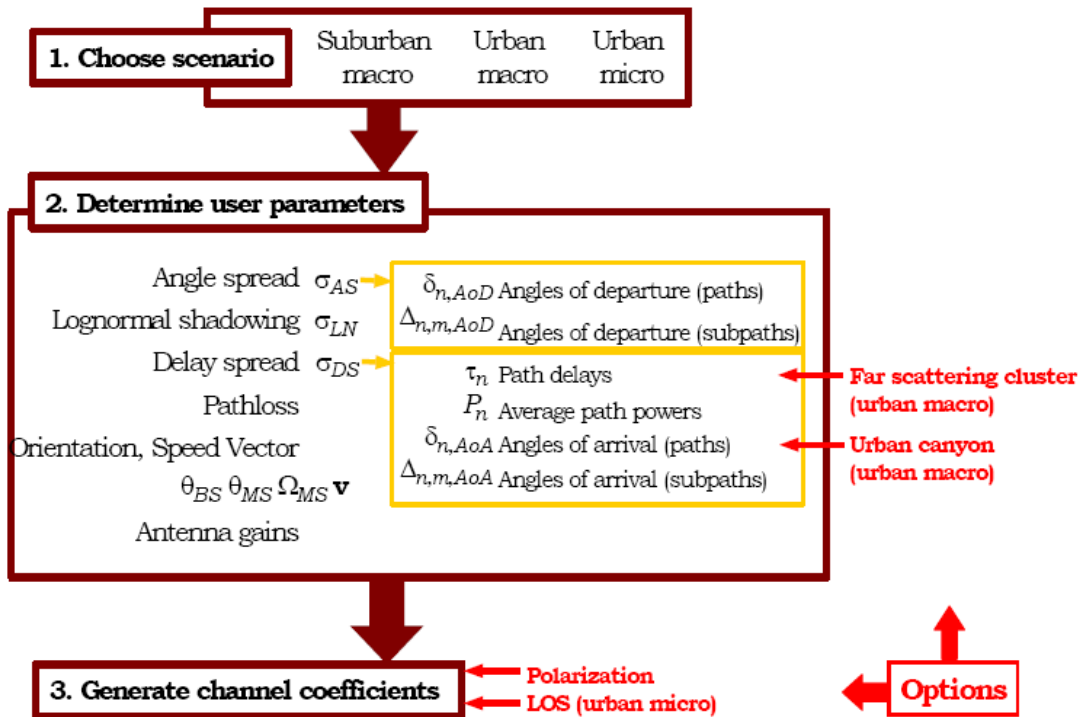 1. Choose scenario
Suburban macro
Urban macro
Urban micro
2. Determine user parameters
Angle spread σAS
Lognormal shadowing σLN
Delay spread σDS
Pathloss
Orientation, Speed Vector
θBS θMS ΩMS v
Antenna gains
δn,AoD Angles of departure (paths)
Δn,m,AoD Angles of departure (subpaths)
τn Path delays
Pn Average path powers
δn,AoA Angles of arrival (paths)
Δn,m,AoA Angles of arrival (subpaths)
Far scattering cluster
(urban macro)
Urban canyon
(urban macro)
3. Generate channel coefficients
Polarization
LOS (urban micro)
Options